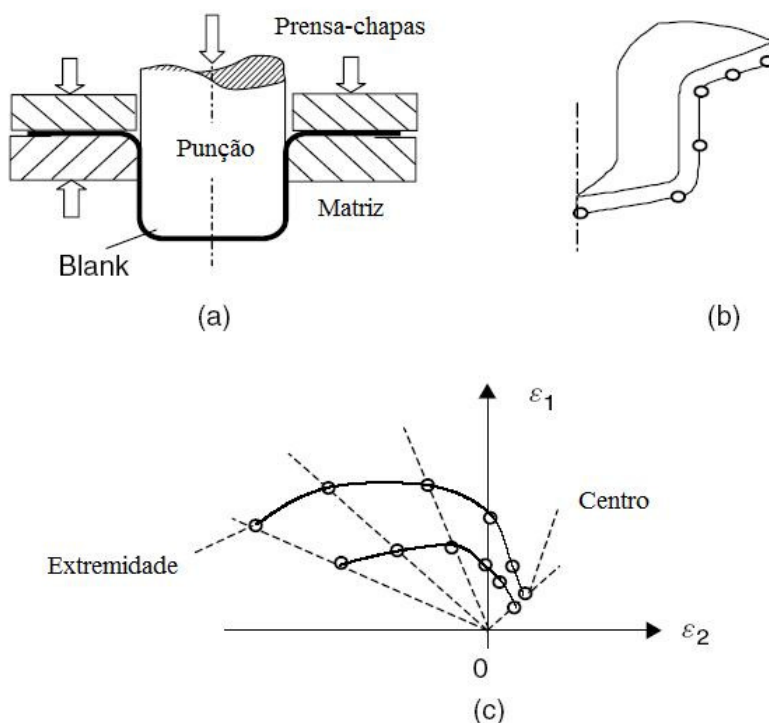 Prensa-chapas
Punção
Matriz
Blank
(a)
(b)
ε1
Centro
Extremidade
ε2
0
(c)